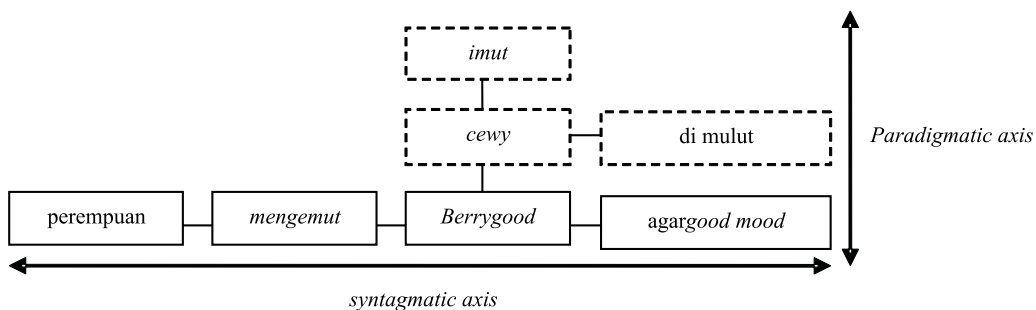 imut
cewy
di mulut
Paradigmatic axis
perempuan
mengemut
Berrygood
agargood mood
syntagmatic axis